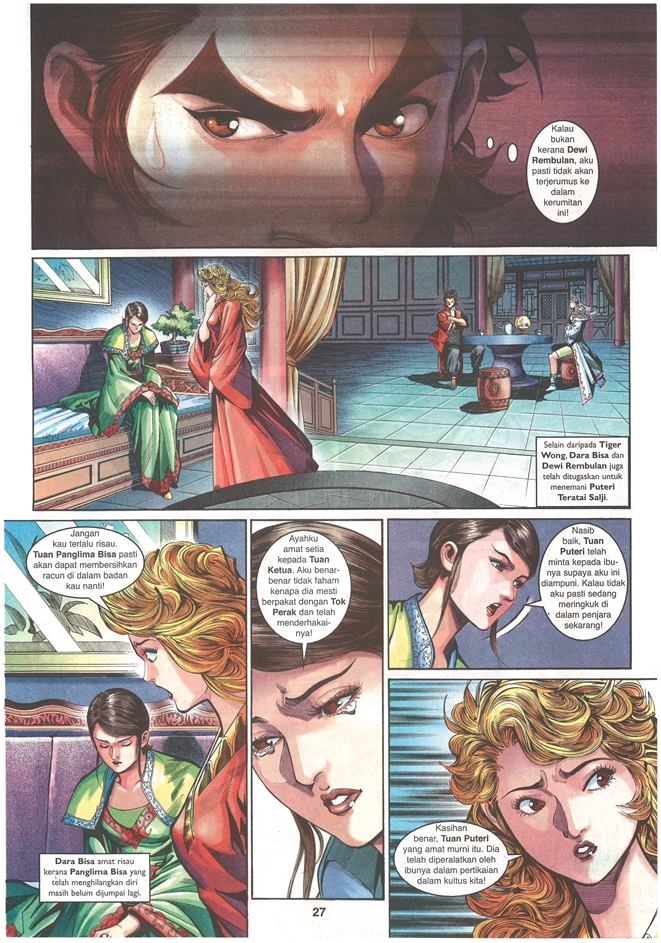 Kalau
bukan
kerana Dewi
Rembulan, aku
pasti tidak akan
terjerumus ke
dalam
kerumitan
ini!
Selain daripada Tiger
Wong, Dara Bisa dan
Dewi Rembulan juga
telah ditugaskan untuk
menemani Puteri
Teratai Salji.
Jangan
kau terlalu risau.
Tuan Panglima Bisa pasti
akan dapat membersihkan
racun di dalam badan
kau nanti!
Dara Bisa amat risau
kerana Panglima Bisa yang
telah menghilangkan diri
masih belum dijumpai lagi.
Ayahku
amat setia
kepada Tuan
Ketua. Aku benar-
benar tidak faham
kenapa dia mesti
berpakat dengan Tok
Perak dan telah
menderhakai-
nya!
Nasib
baik, Tuan
Puteri telah
minta kepada ibu-
nya supaya aku ini
diampuni. Kalau tidak
aku pasti sedang
meringkuk di
dalam penjara
sekarang!
Kasihan
benar, Tuan Puteri
yang amat murni itu. Dia
telah diperalatkan oleh
ibunya dalam pertikaian
dalam kultus kita!
27